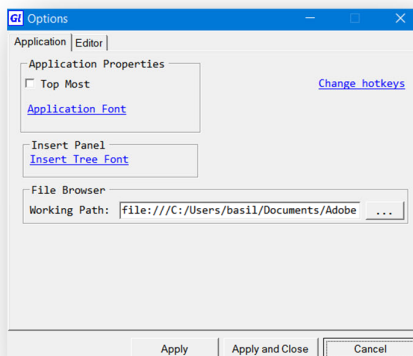 Gi Options
Application Editor
Application Properties
Top Most
Change hotkeys
Application Font
Insert Panel
Insert Tree Font
File Browser
Working Path: file:///C:/Users/basil/Documents/Adobe ...
Apply Apply and Close Cancel